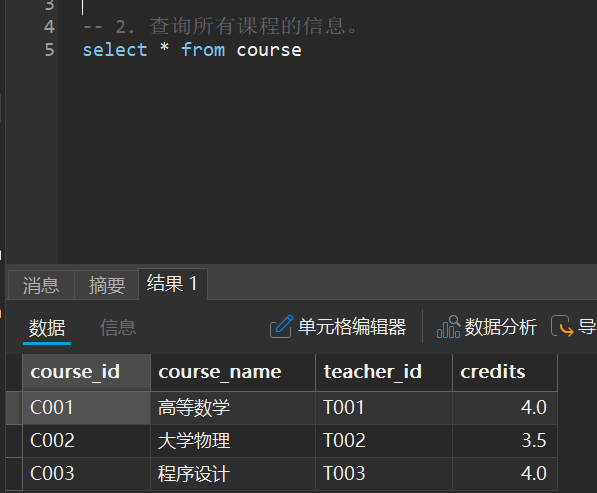 3
4 -- 2. 查询所有课程的信息。
5 select * from course
消息 摘要 结果 1
数据 信息 单元格编辑器 数据分析 导
course_id course_name teacher_id credits
C001 高等数学 T001 4.0
C002 大学物理 T002 3.5
C003 程序设计 T003 4.0